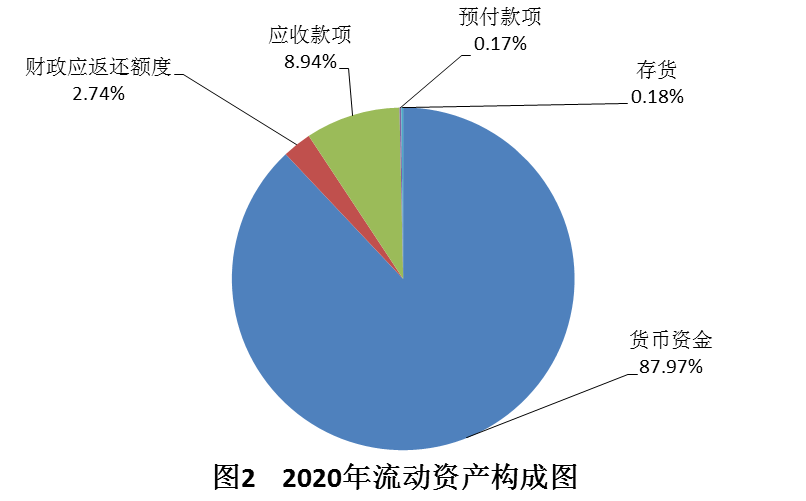 预付款项
0.17%
应收款项
8.94%
财政应返还额度
2.74%
存货
0.18%
货币资金
87.97%
图2 2020年流动资产构成图